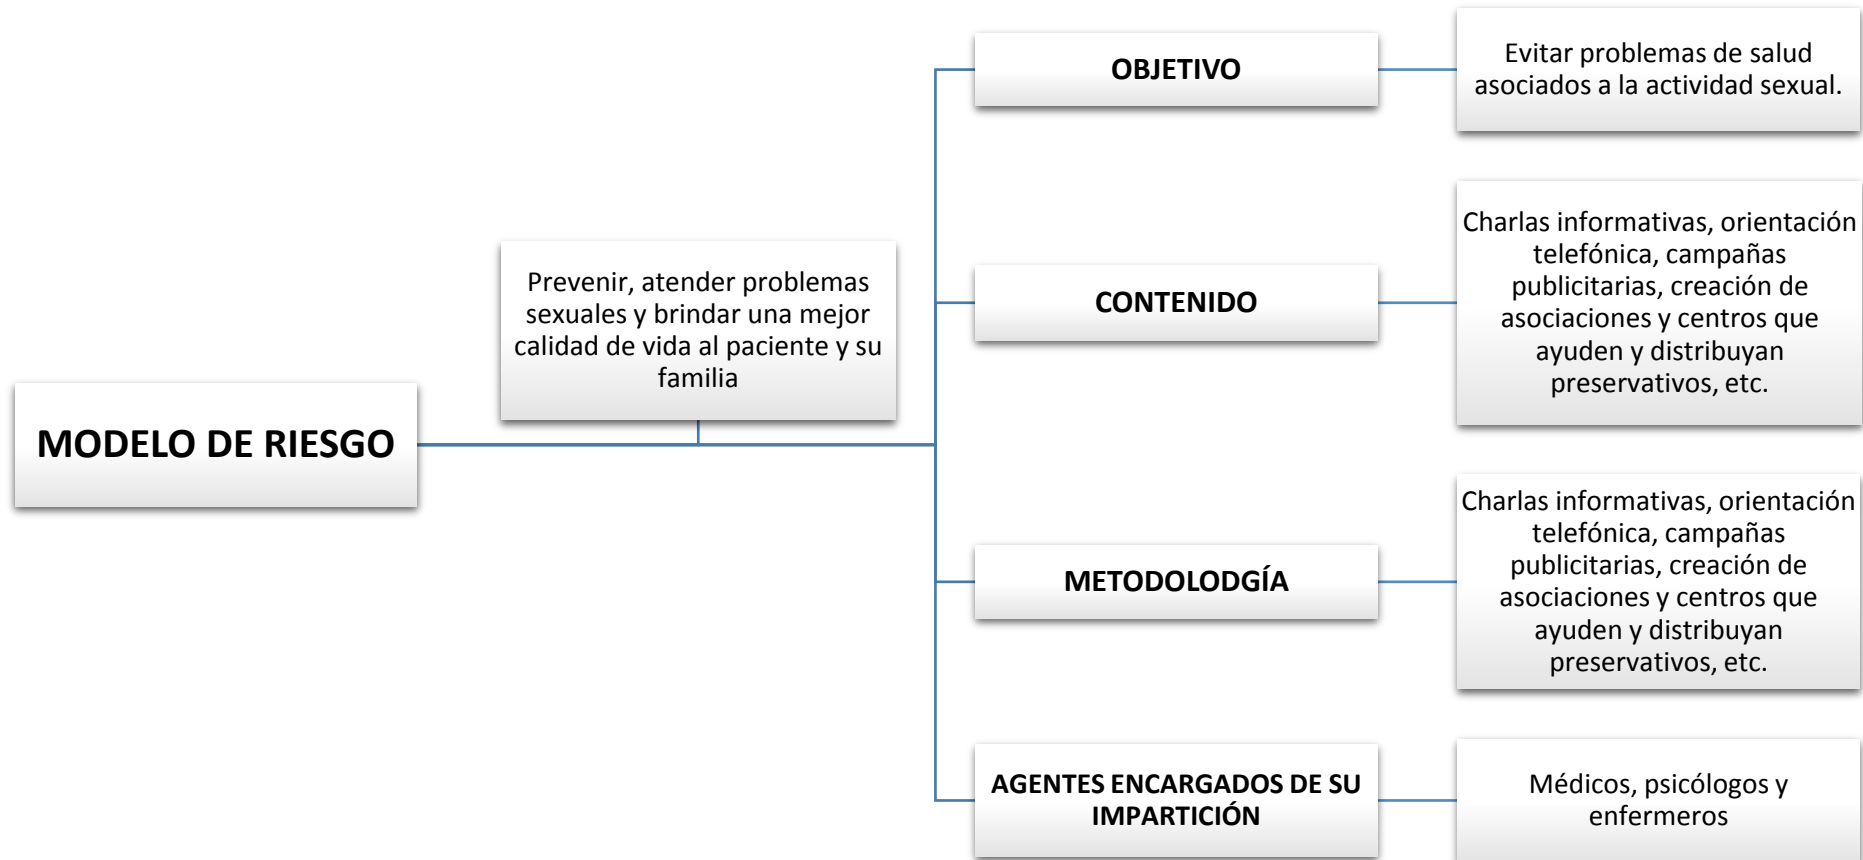 MODELO DE RIESGO
Prevenir, atender problemas
sexuales y brindar una mejor
calidad de vida al paciente y su
familia
OBJETIVO
Evitar problemas de salud
asociados a la actividad sexual.
CONTENIDO
Charlas informativas, orientación
telefónica, campañas
publicitarias, creación de
asociaciones y centros que
ayuden y distribuyan
preservativos, etc.
METODOLODGÍA
Charlas informativas, orientación
telefónica, campañas
publicitarias, creación de
asociaciones y centros que
ayuden y distribuyan
preservativos, etc.
AGENTES ENCARGADOS DE SU
IMPARTICIÓN
Médicos, psicólogos y
enfermeros